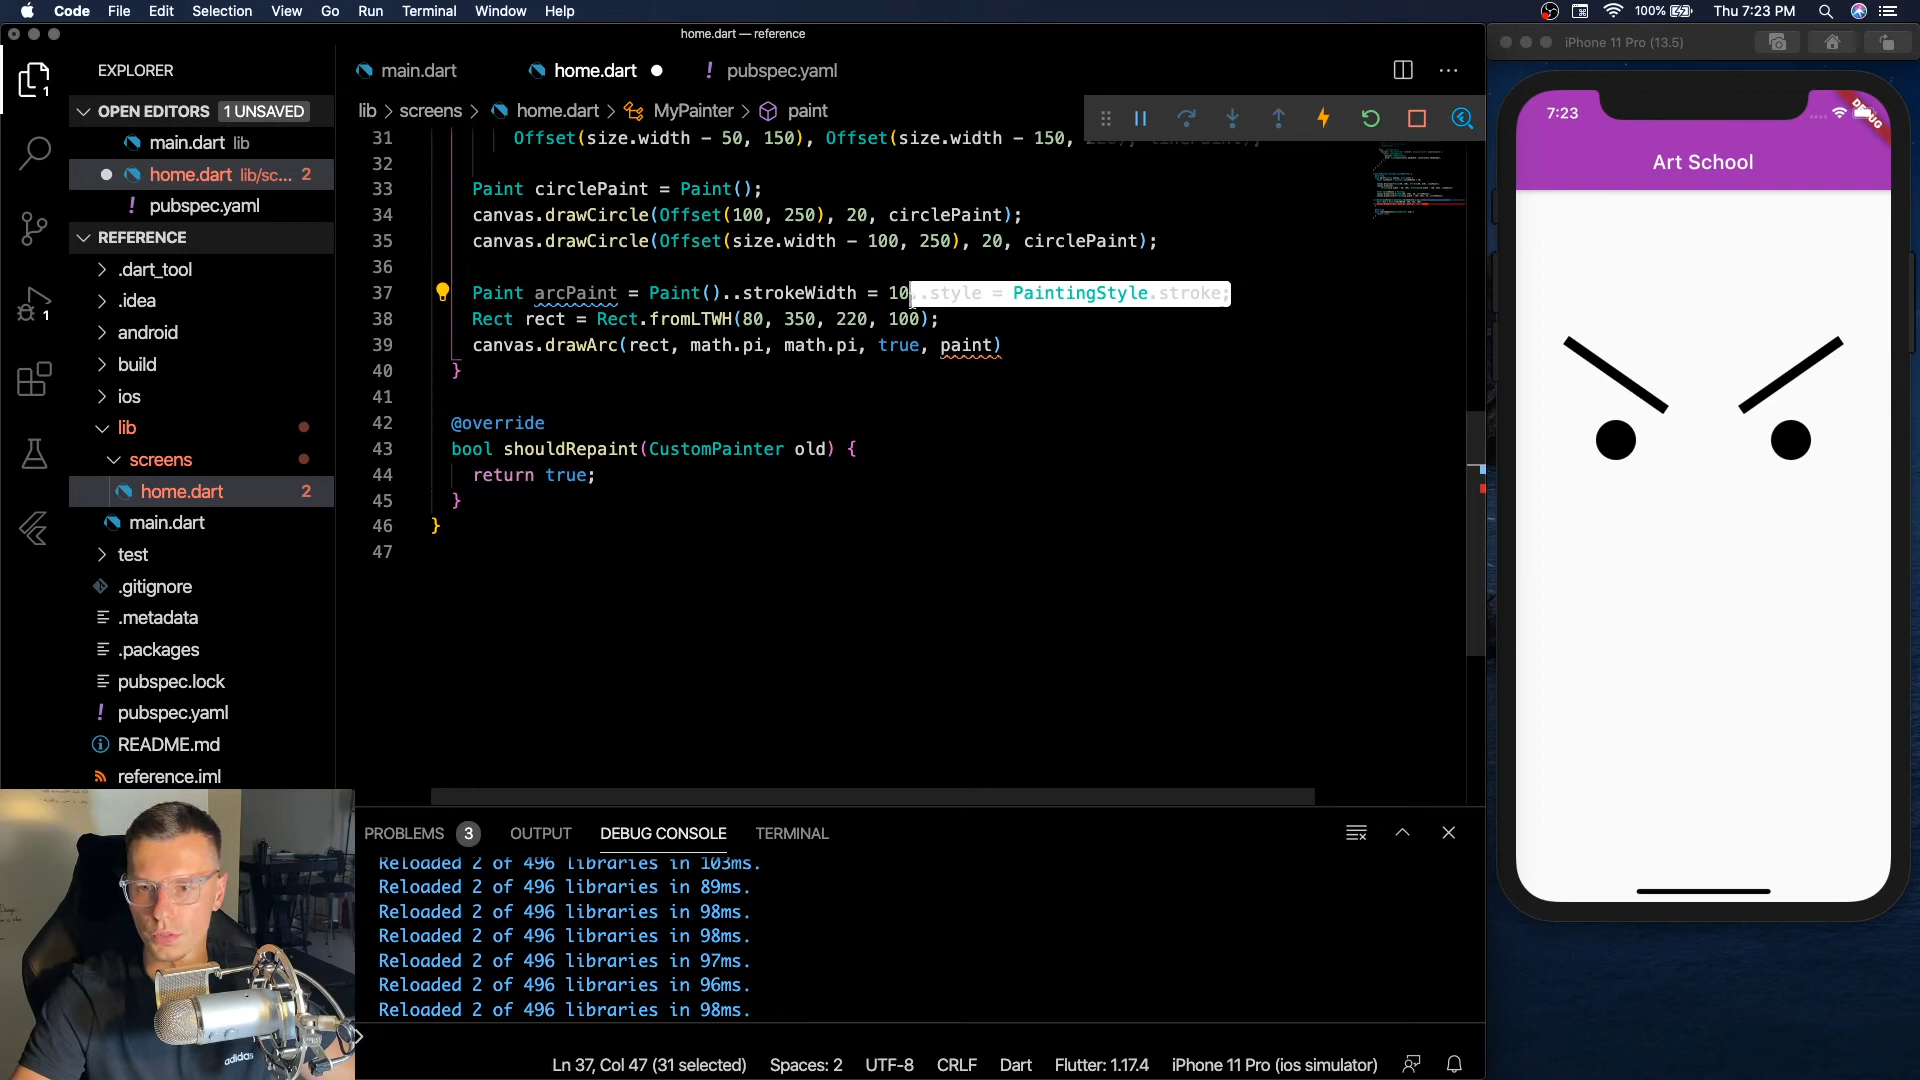 Code File Edit Selection View Go Run Terminal Window Help 100% Thu 7:23 PM
home.dart — reference
iPhone 11 Pro (13.5)
EXPLORER
main.dart
home.dart
! pubspec.yaml
OPEN EDITORS 1 UNSAVED
main.dart lib
home.dart lib/sc... 2
! pubspec.yaml
REFERENCE
.dart_tool
.idea
android
build
ios
lib
screens
home.dart 2
main.dart
test
.gitignore
.metadata
.packages
pubspec.lock
! pubspec.yaml
README.md
reference.iml
1
1
lib > screens > home.dart > MyPainter > paint
31 Offset(size.width - 50, 150), Offset(size.width - 150,
32
33 Paint circlePaint = Paint();
34 canvas.drawCircle(Offset(100, 250), 20, circlePaint);
35 canvas.drawCircle(Offset(size.width - 100, 250), 20, circlePaint);
36
37 Paint arcPaint = Paint()..strokeWidth = 10..style = PaintingStyle.stroke;
38 Rect rect = Rect.fromLTWH(80, 350, 220, 100);
39 canvas.drawArc(rect, math.pi, math.pi, true, paint)
40 }
41
42 @override
43 bool shouldRepaint(CustomPainter old) {
44 return true;
45 }
46 }
47
PROBLEMS 3 OUTPUT DEBUG CONSOLE TERMINAL
Reloaded 2 of 496 libraries in 103ms.
Reloaded 2 of 496 libraries in 89ms.
Reloaded 2 of 496 libraries in 98ms.
Reloaded 2 of 496 libraries in 98ms.
Reloaded 2 of 496 libraries in 97ms.
Reloaded 2 of 496 libraries in 96ms.
Reloaded 2 of 496 libraries in 98ms.
Ln 37, Col 47 (31 selected) Spaces: 2 UTF-8 CRLF Dart Flutter: 1.17.4 iPhone 11 Pro (ios simulator)
7:23
DEBUG
Art School
adidas